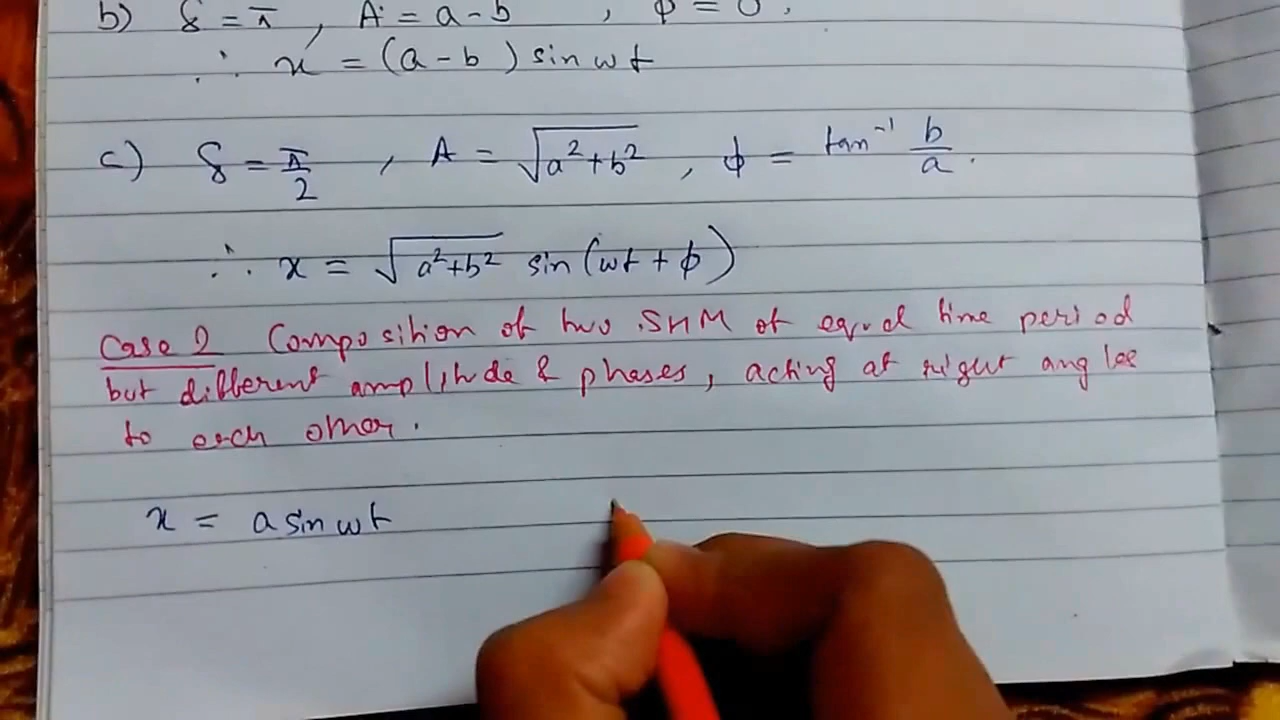 b) δ = π , A = a - b , φ = 0 .
∴ x = (a - b) sin ωt
c) δ = π/2 , A = √(a² + b²) , φ = tan⁻¹ b/a .
∴ x = √(a² + b²) sin (ωt + φ)
Case 2 Composition of two SHM of equal time period
but different amplitude & phases, acting at right angles
to each other.
x = a sin ωt